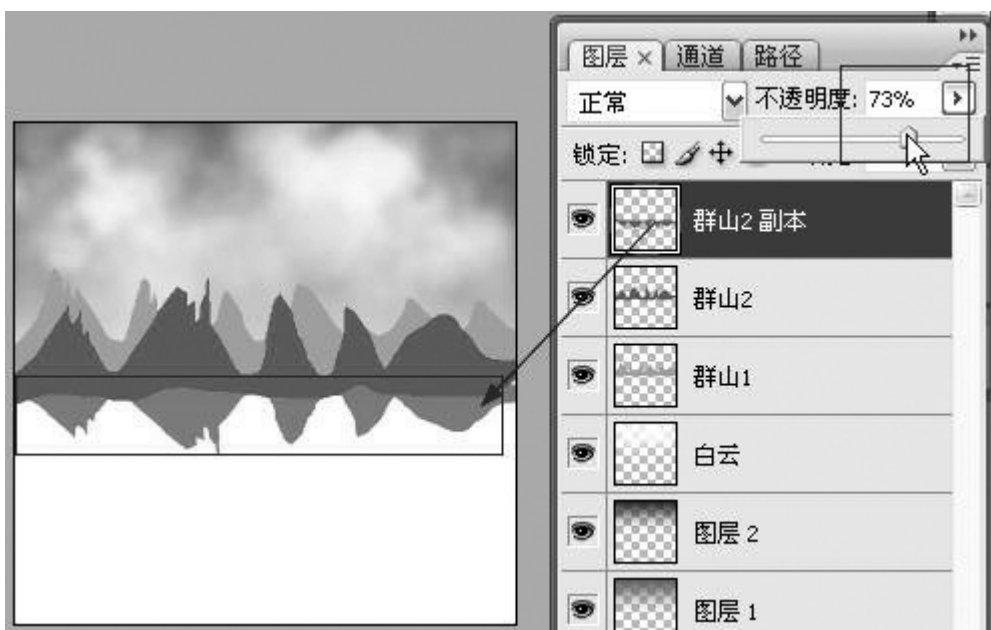 图层 × 通道 路径
正常 不透明度: 73%
锁定:
群山2 副本
群山2
群山1
白云
图层 2
图层 1